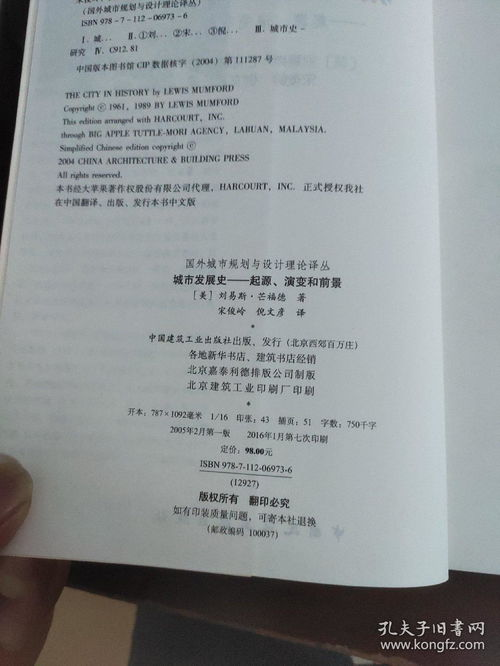 (国外城市规划与设计理论译丛)
ISBN 978-7-112-06973-6
Ⅰ. 城… Ⅱ. ①刘… ②宋… ③倪… Ⅲ. 城市史-
研究 Ⅳ. C912. 81
中国版本图书馆 CIP 数据核字 (2004) 第 111287 号
THE CITY IN HISTORY by LEWIS MUMFORD
Copyright © 1961, 1989 BY LEWIS MUMFORD
This edition arranged with HARCOURT, INC.
through BIG APPLE TUTTLE-MORI AGENCY, LABUAN, MALAYSIA.
Simplified Chinese edition copyright ©
2004 CHINA ARCHITECTURE & BUILDING PRESS
All rights reserved.
本书经大苹果著作权股份有限公司代理，HARCOURT, INC. 正式授权我社
在中国翻译、出版、发行本书中文版
国外城市规划与设计理论译丛
城市发展史——起源、演变和前景
[美] 刘易斯·芒福德 著
宋俊岭 倪文彦 译
*
中国建筑工业出版社出版、发行 (北京西郊百万庄)
各地新华书店、建筑书店经销
北京嘉泰利德排版公司制版
北京建筑工业印刷厂印刷
*
开本：787×1092毫米 1/16 印张：43 插页：51 字数：750千字
2005年2月第一版 2016年1月第七次印刷
定价：98.00元
ISBN 978-7-112-06973-6
(12927)
版权所有 翻印必究
如有印装质量问题，可寄本社退换
(邮政编码 100037)
孔夫子旧书网
www.kongfz.com